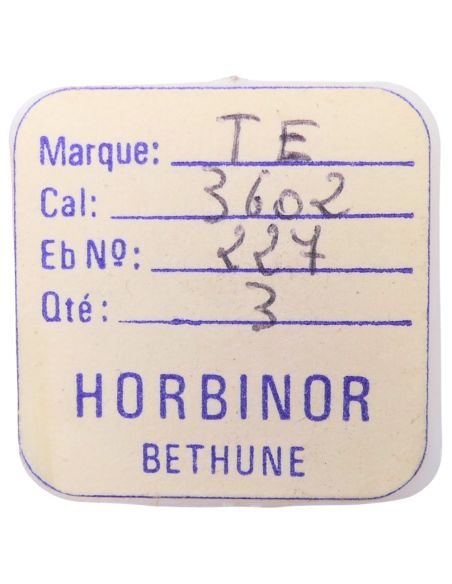 Marque: TE
Cal: 3602
Eb Nº: 227
Qté: 3
HORBINOR
BETHUNE